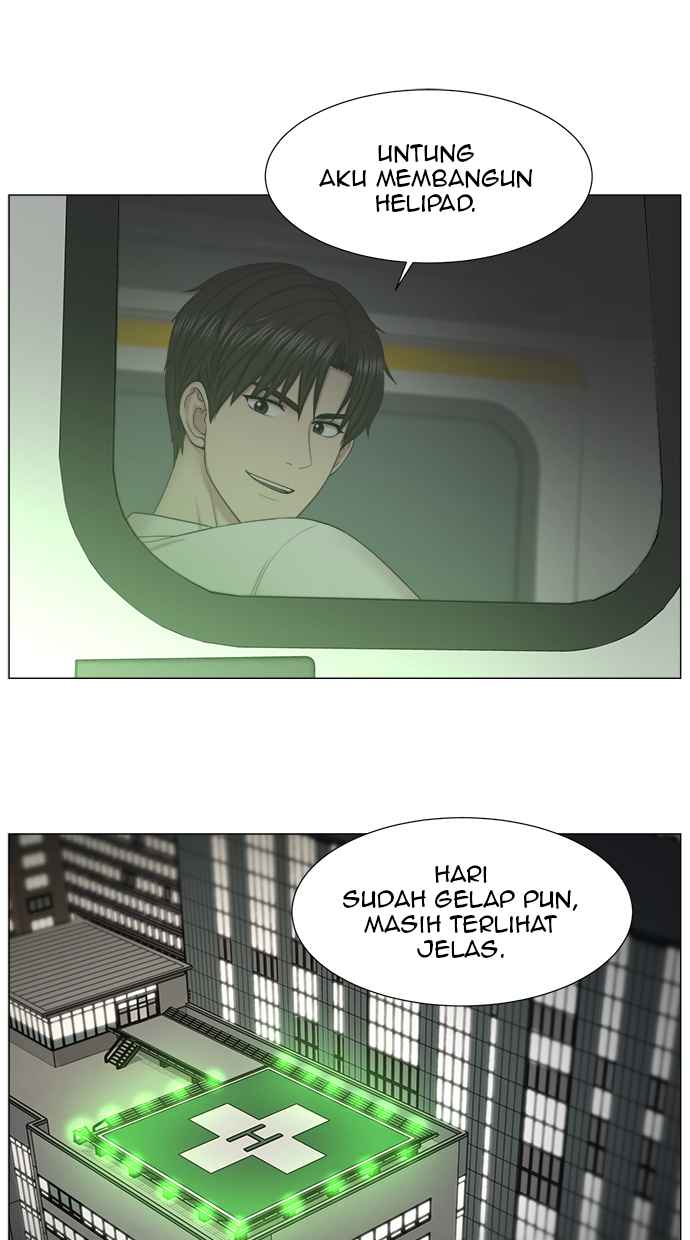 UNTUNG
AKU MEMBANGUN
HELIPAD.
HARI
SUDAH GELAP PUN,
MASIH TERLIHAT
JELAS.
H